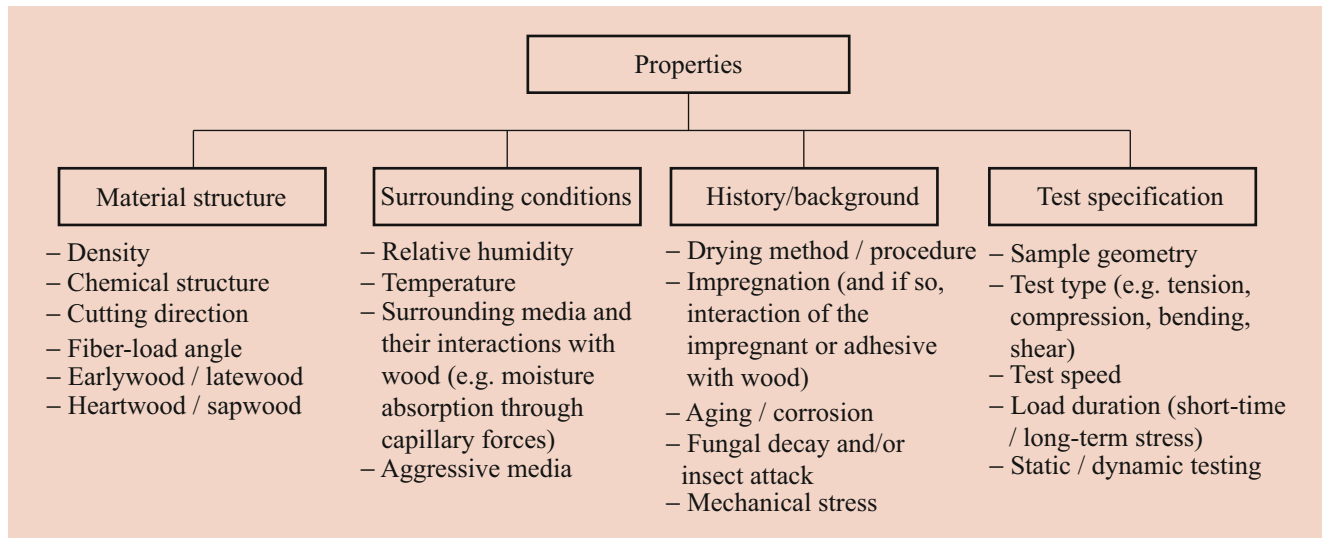 Properties
Material structure
– Density
– Chemical structure
– Cutting direction
– Fiber-load angle
– Earlywood / latewood
– Heartwood / sapwood
Surrounding conditions
– Relative humidity
– Temperature
– Surrounding media and
their interactions with
wood (e.g. moisture
absorption through
capillary forces)
– Aggressive media
History/background
– Drying method / procedure
– Impregnation (and if so,
interaction of the
impregnant or adhesive
with wood)
– Aging / corrosion
– Fungal decay and/or
insect attack
– Mechanical stress
Test specification
– Sample geometry
– Test type (e.g. tension,
compression, bending,
shear)
– Test speed
– Load duration (short-time
/ long-term stress)
– Static / dynamic testing